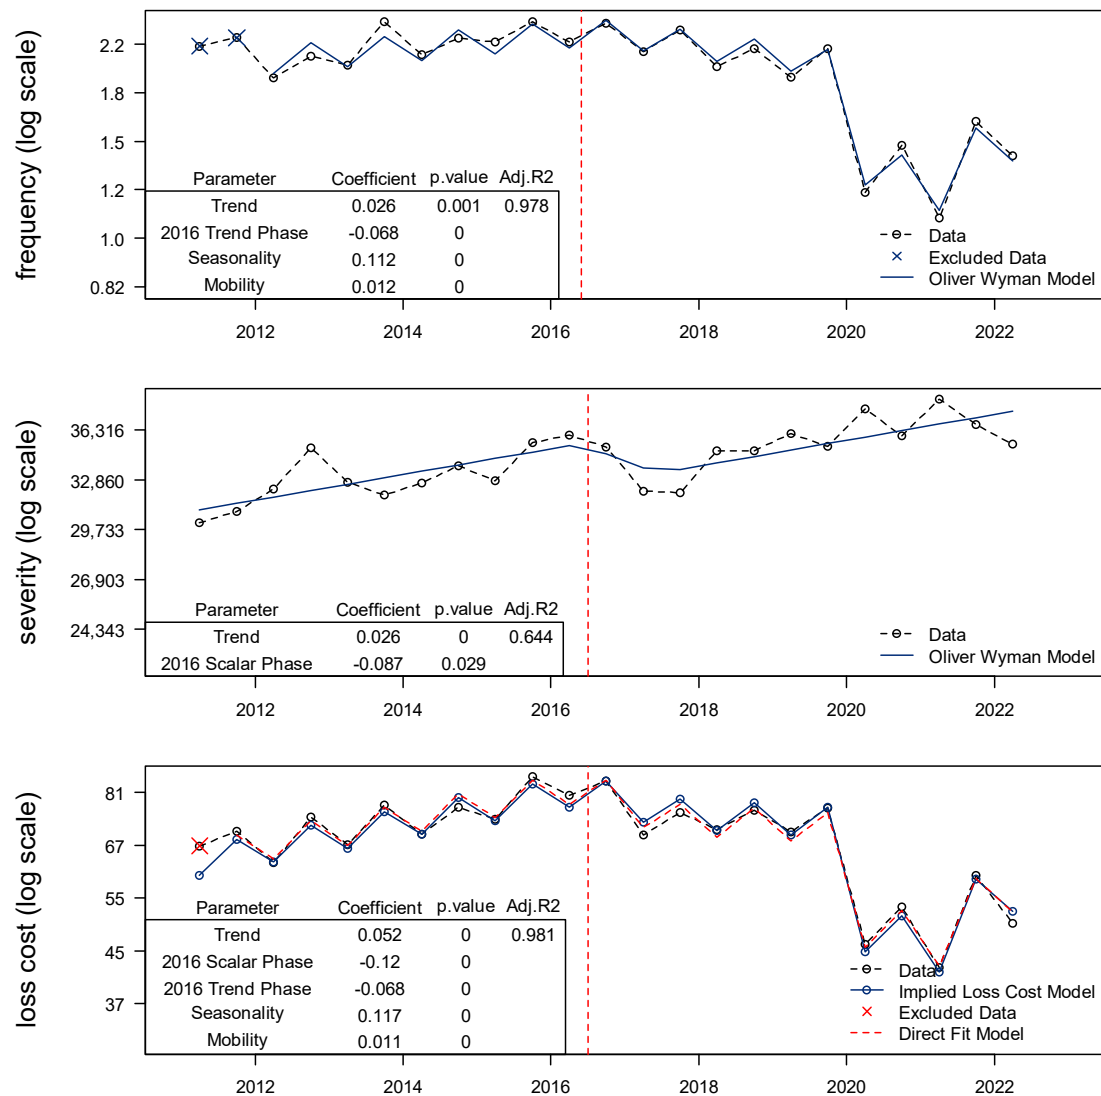 frequency (log scale)
2.2
1.8
1.5
1.2
1.0
0.82
Parameter Coefficient p.value Adj.R2
Trend 0.026 0.001 0.978
2016 Trend Phase -0.068 0
Seasonality 0.112 0
Mobility 0.012 0
Data
Excluded Data
Oliver Wyman Model
2012 2014 2016 2018 2020 2022
severity (log scale)
36,316
32,860
29,733
26,903
24,343
Parameter Coefficient p.value Adj.R2
Trend 0.026 0 0.644
2016 Scalar Phase -0.087 0.029
Data
Oliver Wyman Model
2012 2014 2016 2018 2020 2022
loss cost (log scale)
81
67
55
45
37
Parameter Coefficient p.value Adj.R2
Trend 0.052 0 0.981
2016 Scalar Phase -0.12 0
2016 Trend Phase -0.068 0
Seasonality 0.117 0
Mobility 0.011 0
Data
Implied Loss Cost Model
Excluded Data
Direct Fit Model
2012 2014 2016 2018 2020 2022